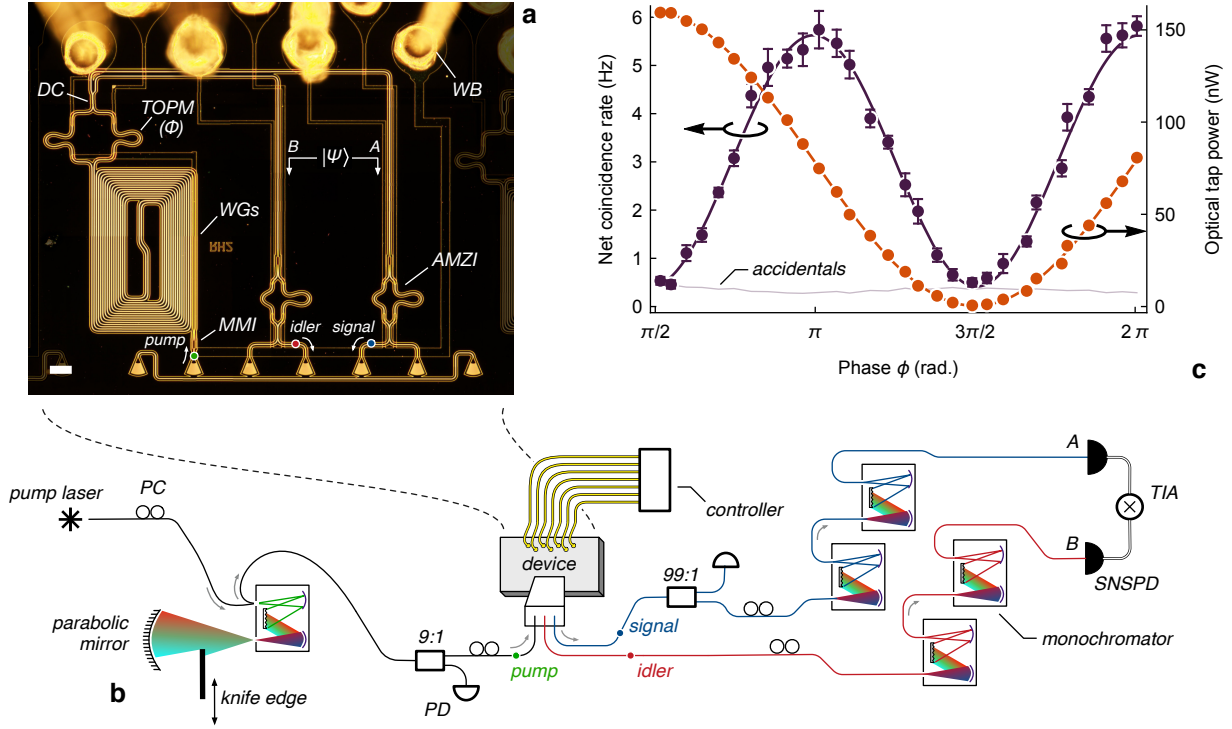 a
DC
TOPM
(Φ)
WB
B
|Ψ⟩
A
WGs
RH2
AMZI
MMI
pump
idler
signal
Net coincidence rate (Hz)
6
5
4
3
2
1
0
accidentals
π/2
π
3π/2
2 π
Phase ϕ (rad.)
150
100
50
0
Optical tap power (nW)
c
pump laser
PC
parabolic
mirror
knife edge
b
9:1
PD
pump
device
controller
99:1
signal
idler
A
TIA
B
SNSPD
monochromator